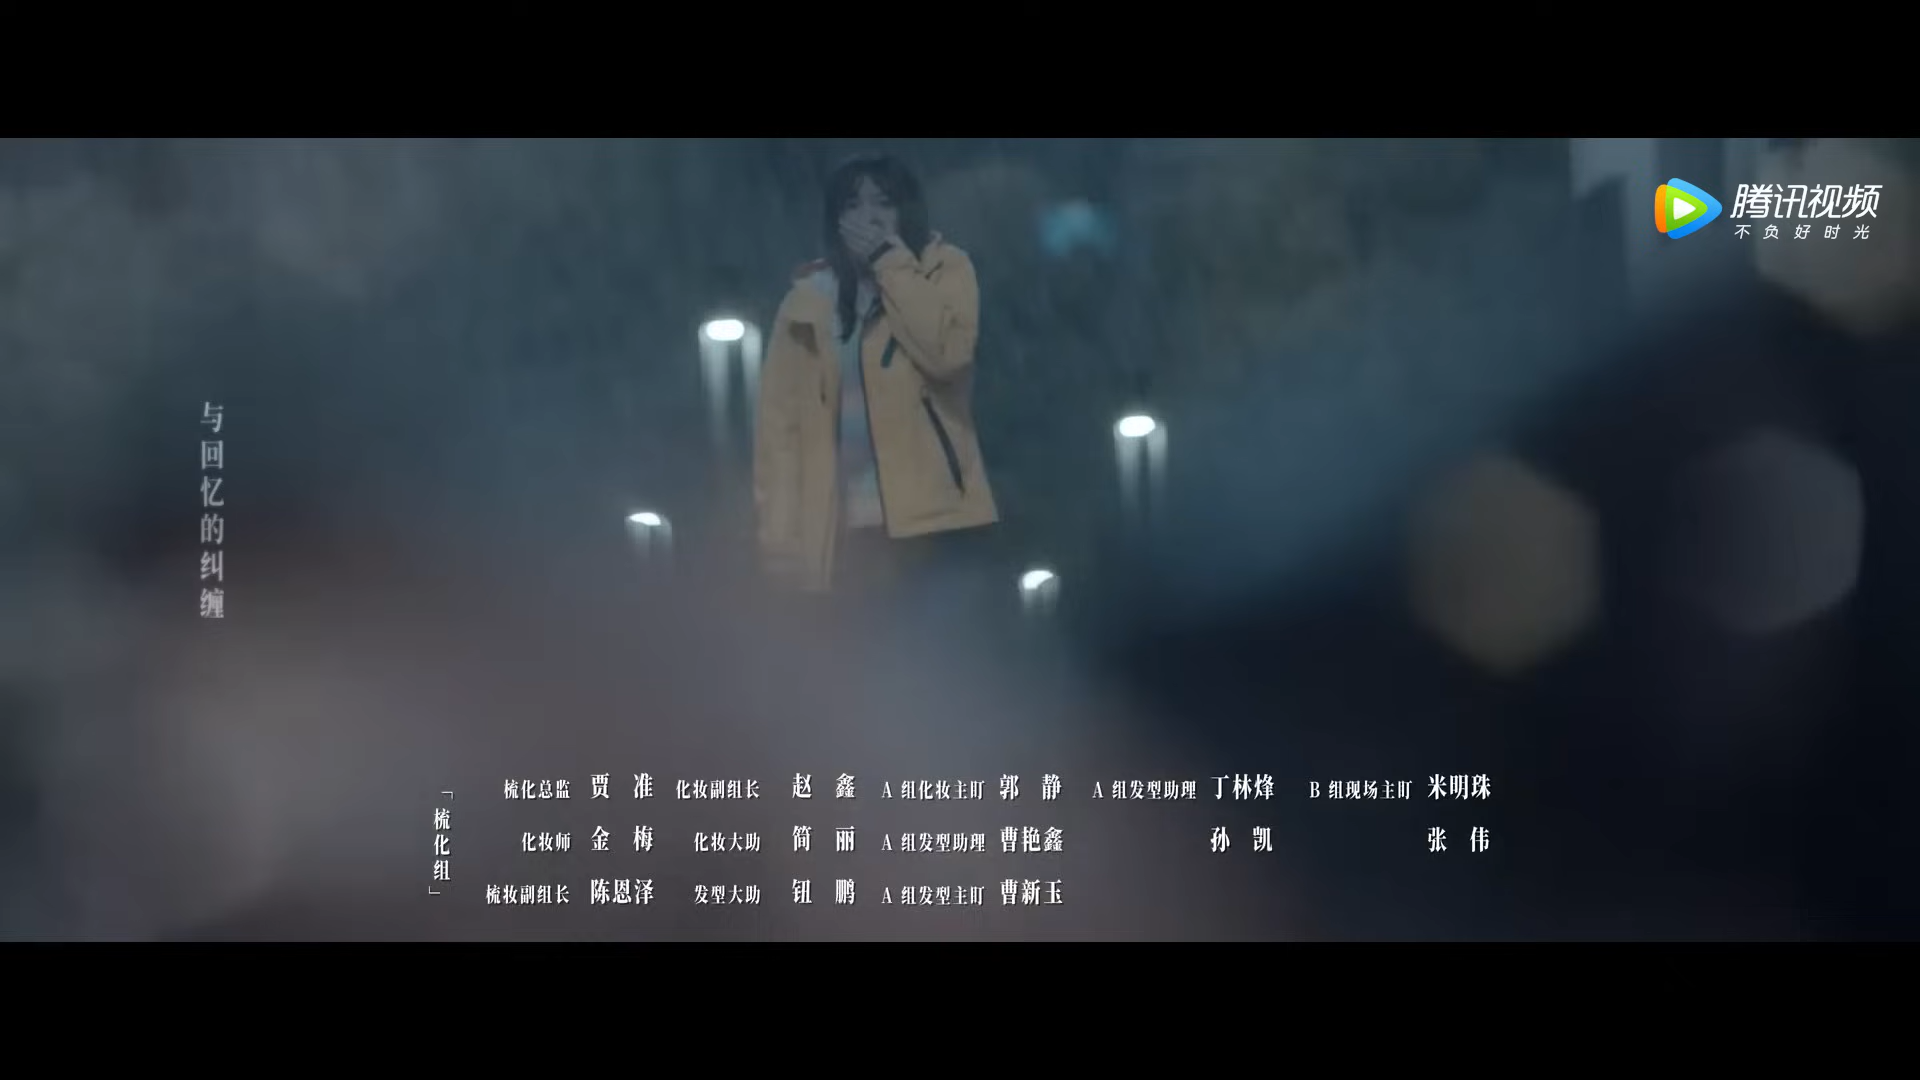 腾讯视频
不负好时光
与回忆的纠缠
「梳化组」
梳化总监 贾 准 化妆副组长 赵 鑫 A 组化妆主盯 郭 静 A 组发型助理 丁林烽 B 组现场主盯 米明珠
化妆师 金 梅 化妆大助 简 丽 A 组发型助理 曹艳鑫 孙 凯 张 伟
梳妆副组长 陈恩泽 发型大助 钮 鹏 A 组发型主盯 曹新玉